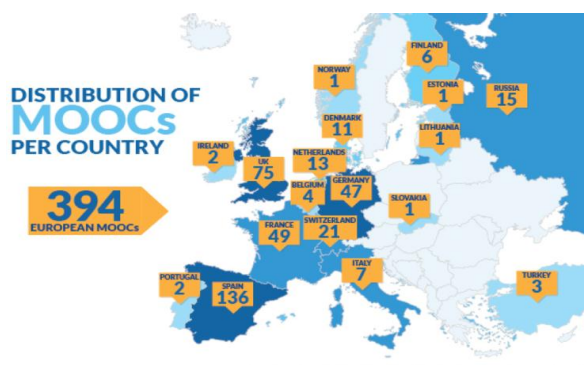 DISTRIBUTION OF
MOOCs
PER COUNTRY
394
EUROPEAN MOOCs
FINLAND
6
NORWAY
1
ESTONIA
1
RUSSIA
15
DENMARK
11
LITHUANIA
1
IRELAND
2
NETHERLANDS
13
UK
75
BELGIUM
4
GERMANY
47
SLOVAKIA
1
FRANCE
49
SWITZERLAND
21
ITALY
7
PORTUGAL
2
SPAIN
136
TURKEY
3